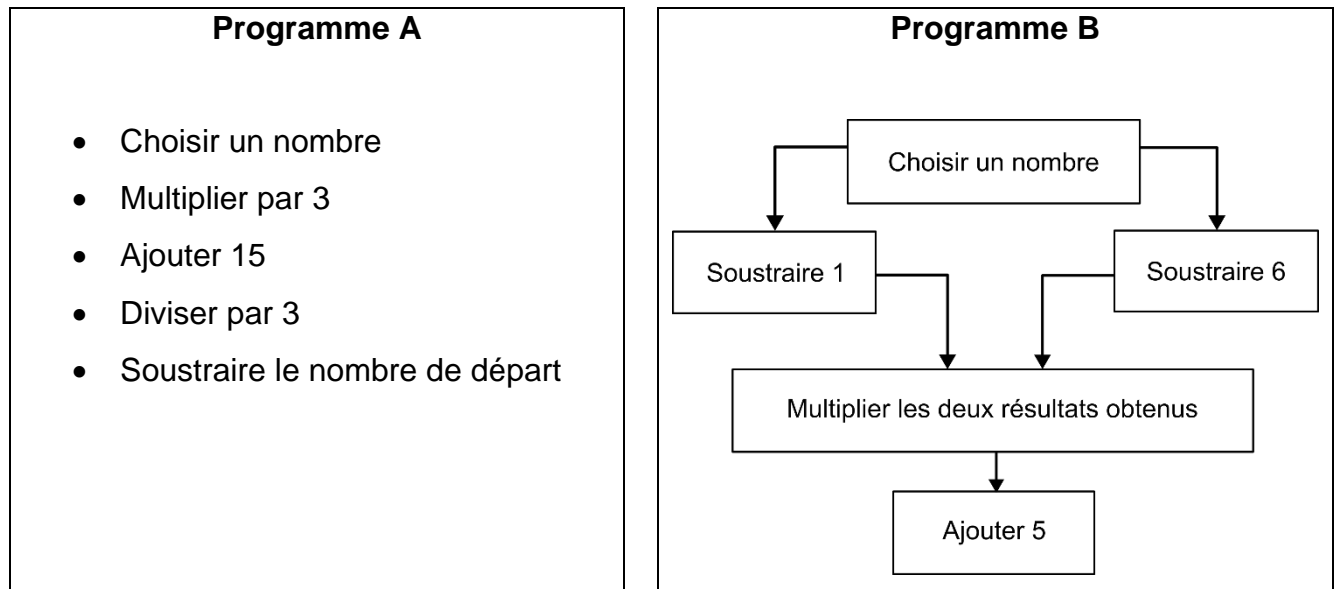 Programme A
• Choisir un nombre
• Multiplier par 3
• Ajouter 15
• Diviser par 3
• Soustraire le nombre de départ
Programme B
Choisir un nombre
Soustraire 1
Soustraire 6
Multiplier les deux résultats obtenus
Ajouter 5